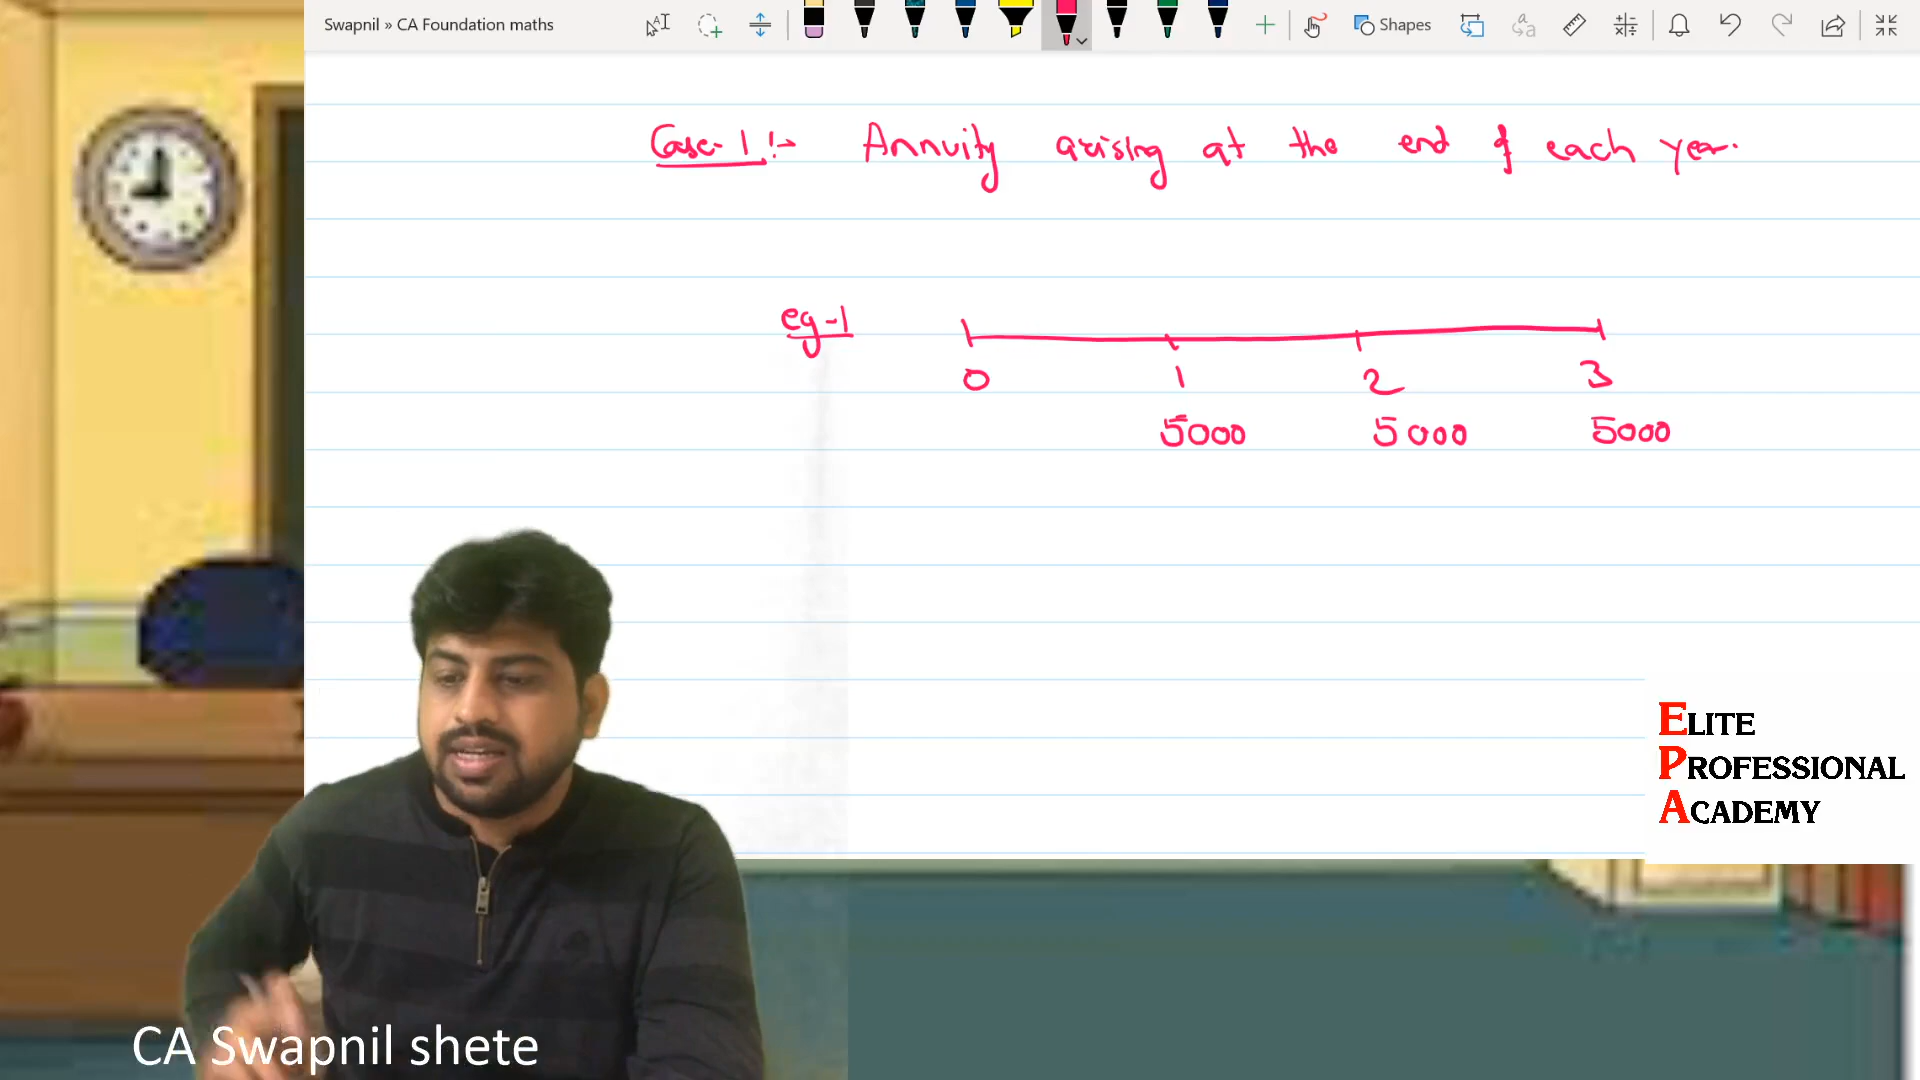 Swapnil » CA Foundation maths
Shapes
Case-1 :→ Annuity arising at the end of each year.
eg-1
0 1 2 3
5000 5000 5000
ELITE
PROFESSIONAL
ACADEMY
CA Swapnil shete